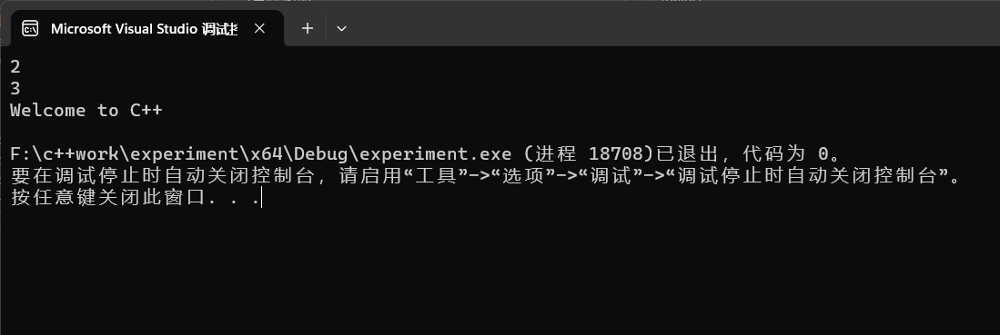 Microsoft Visual Studio 调试
2
3
Welcome to C++
F:\c++work\experiment\x64\Debug\experiment.exe (进程 18708)已退出，代码为 0。
要在调试停止时自动关闭控制台，请启用“工具”->“选项”->“调试”->“调试停止时自动关闭控制台”。
按任意键关闭此窗口. . .